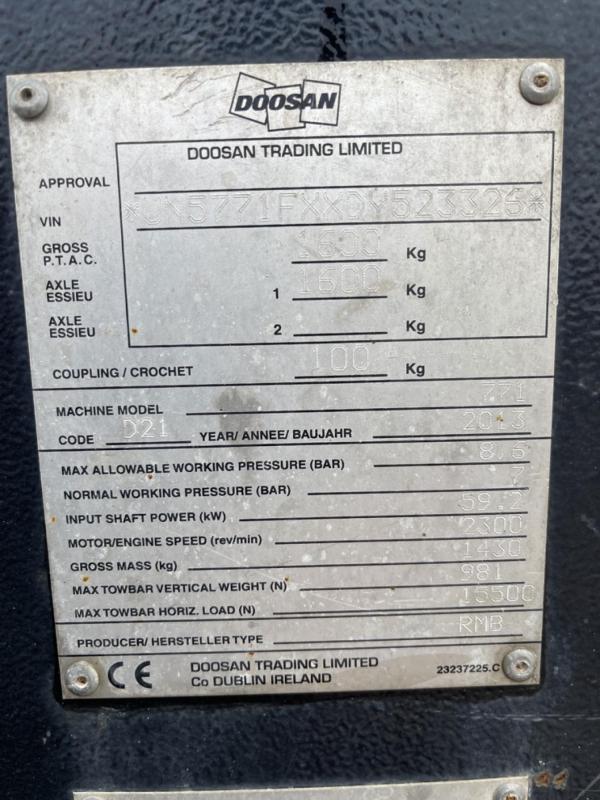 DOOSAN
DOOSAN TRADING LIMITED
APPROVAL
VIN
GROSS
P.T.A.C. 1600 Kg
AXLE
ESSIEU 1 1600 Kg
AXLE
ESSIEU 2 Kg
COUPLING / CROCHET 100 Kg
MACHINE MODEL 771
CODE D21 YEAR/ ANNEE/ BAUJAHR 2013
MAX ALLOWABLE WORKING PRESSURE (BAR) 8.6
NORMAL WORKING PRESSURE (BAR) 7
INPUT SHAFT POWER (kW) 59.2
MOTOR/ENGINE SPEED (rev/min) 2300
GROSS MASS (kg) 1430
MAX TOWBAR VERTICAL WEIGHT (N) 981
MAX TOWBAR HORIZ. LOAD (N) 15500
PRODUCER/ HERSTELLER TYPE RMB
CE DOOSAN TRADING LIMITED
Co DUBLIN IRELAND 23237225.C